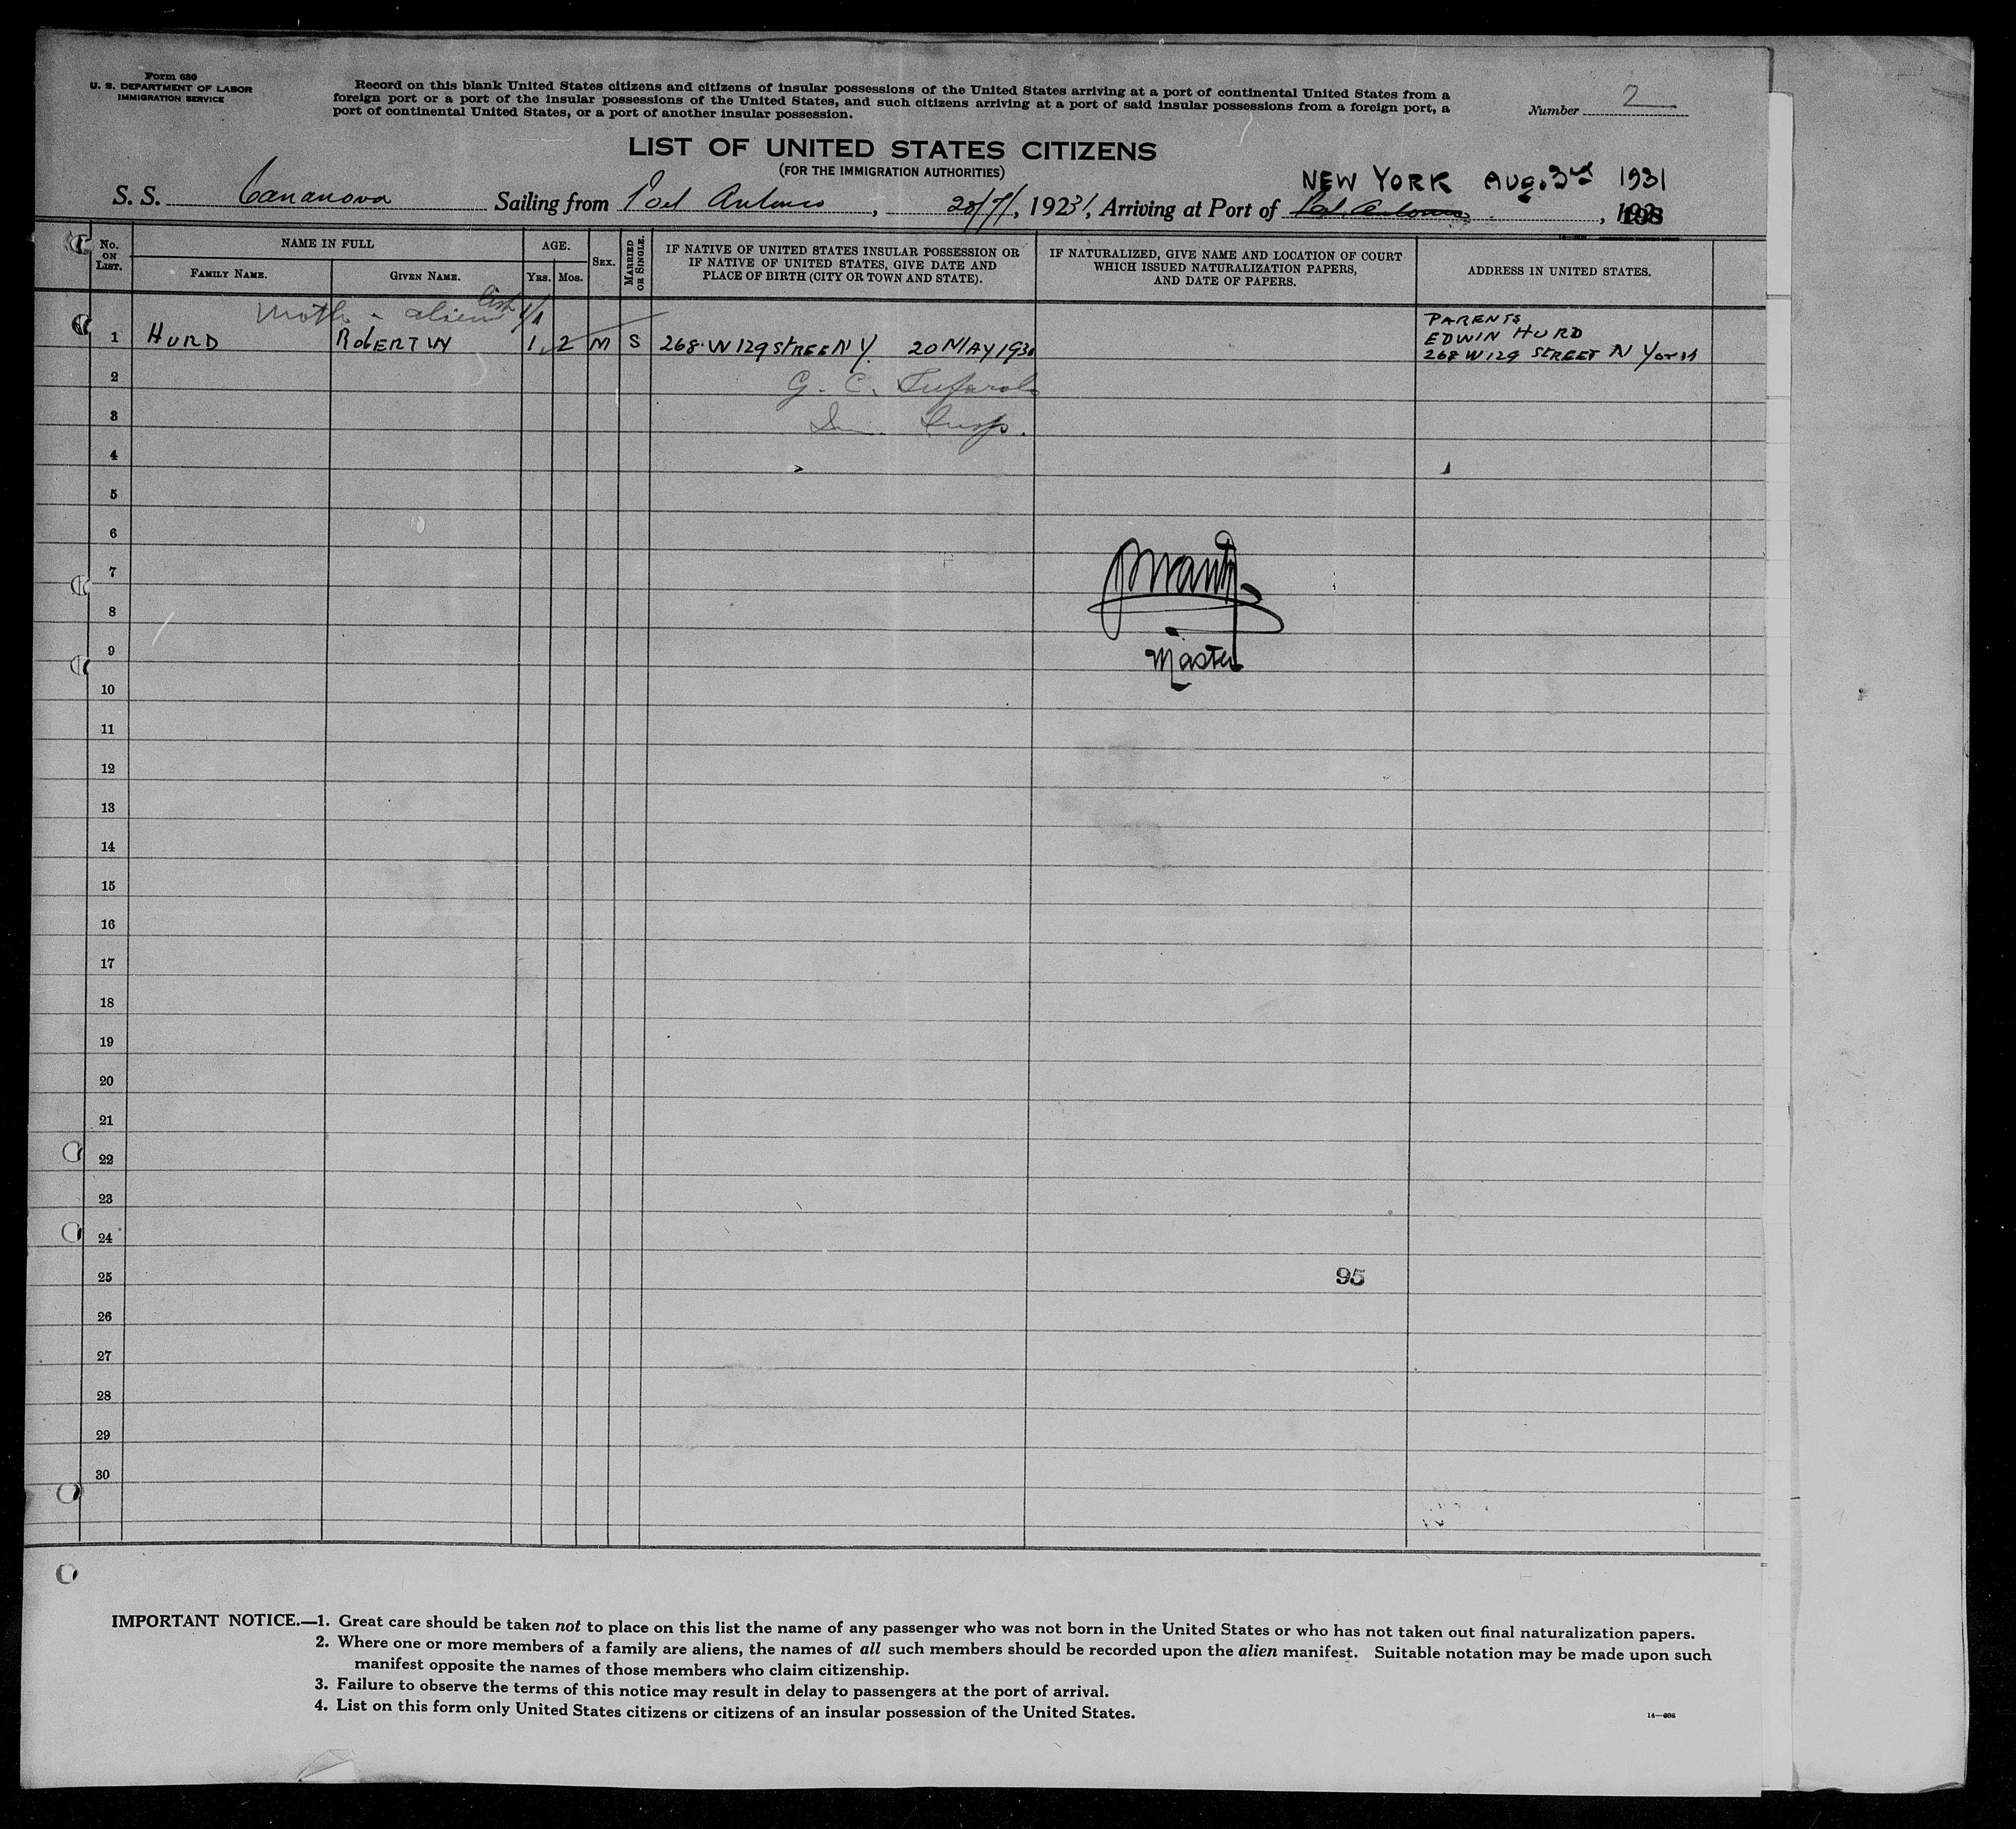 Form 630
U. S. DEPARTMENT OF LABOR
IMMIGRATION SERVICE
Record on this blank United States citizens and citizens of insular possessions of the United States arriving at a port of continental United States from a
foreign port or a port of the insular possessions of the United States, and such citizens arriving at a port of said insular possessions from a foreign port, a
port of continental United States, or a port of another insular possession.
Number 2
LIST OF UNITED STATES CITIZENS
(FOR THE IMMIGRATION AUTHORITIES)
NEW YORK AUG. 3rd 1931
S. S. Cananova Sailing from Port Antonio, 28/7/, 1923 1, Arriving at Port of Port Antonio, 192
No. ON LIST.
NAME IN FULL
FAMILY NAME.
GIVEN NAME.
AGE.
YRS.
MOS.
SEX.
MARRIED OR SINGLE.
IF NATIVE OF UNITED STATES INSULAR POSSESSION OR
IF NATIVE OF UNITED STATES, GIVE DATE AND
PLACE OF BIRTH (CITY OR TOWN AND STATE).
IF NATURALIZED, GIVE NAME AND LOCATION OF COURT
WHICH ISSUED NATURALIZATION PAPERS,
AND DATE OF PAPERS.
ADDRESS IN UNITED STATES.
Moth - alien list 1/1
PARENTS
EDWIN HURD
268 W 129 STREET N York
1 HURD ROBERT W 1 2 M S 268 W 129 STREE N Y. 20 MAY 1930
2 G. C.
3 Insp.
4
5
6
7
8
9 Master
10
11
12
13
14
15
16
17
18
19
20
21
22
23
24
25 95
26
27
28
29
30
IMPORTANT NOTICE.—1. Great care should be taken not to place on this list the name of any passenger who was not born in the United States or who has not taken out final naturalization papers.
2. Where one or more members of a family are aliens, the names of all such members should be recorded upon the alien manifest. Suitable notation may be made upon such
manifest opposite the names of those members who claim citizenship.
3. Failure to observe the terms of this notice may result in delay to passengers at the port of arrival.
4. List on this form only United States citizens or citizens of an insular possession of the United States.